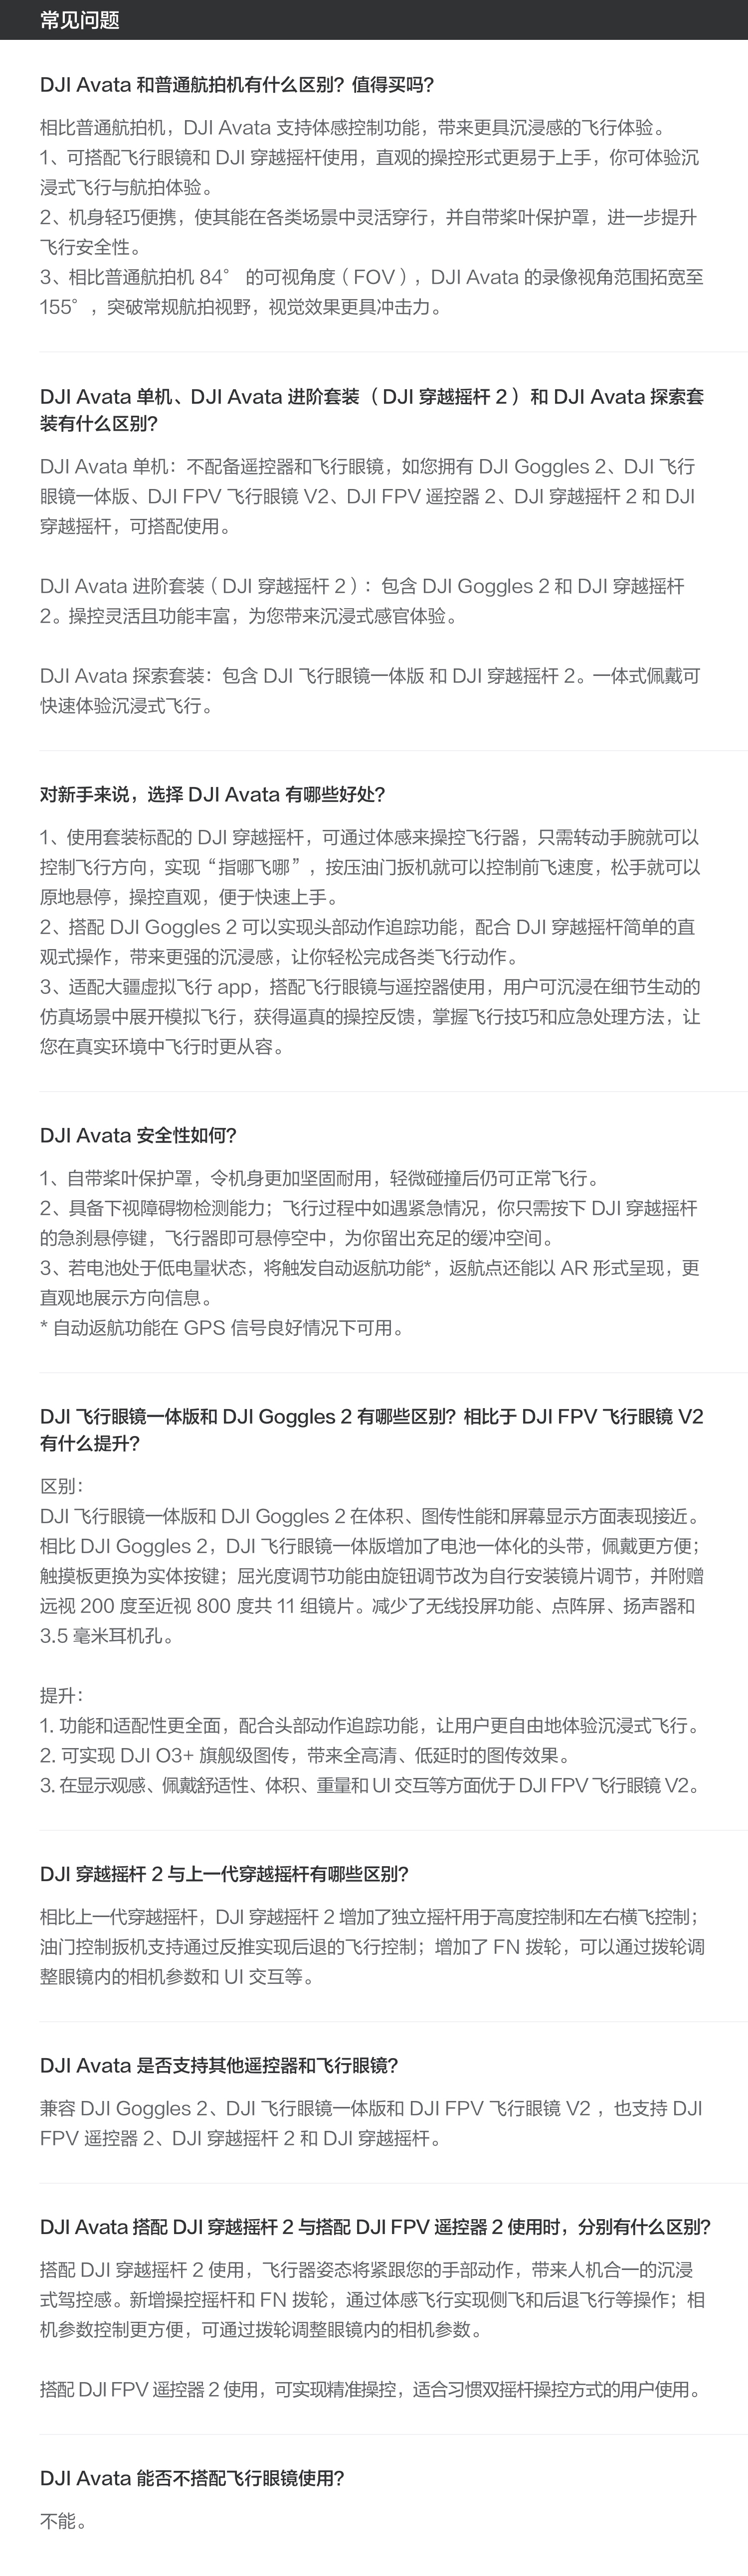 常见问题
DJI Avata 和普通航拍机有什么区别？值得买吗？
相比普通航拍机，DJI Avata 支持体感控制功能，带来更具沉浸感的飞行体验。
1、可搭配飞行眼镜和 DJI 穿越摇杆使用，直观的操控形式更易于上手，你可体验沉
浸式飞行与航拍体验。
2、机身轻巧便携，使其能在各类场景中灵活穿行，并自带桨叶保护罩，进一步提升
飞行安全性。
3、相比普通航拍机 84° 的可视角度（FOV），DJI Avata 的录像视角范围拓宽至
155°，突破常规航拍视野，视觉效果更具冲击力。
DJI Avata 单机、DJI Avata 进阶套装（DJI 穿越摇杆 2）和 DJI Avata 探索套
装有什么区别？
DJI Avata 单机：不配备遥控器和飞行眼镜，如您拥有 DJI Goggles 2、DJI 飞行
眼镜一体版、DJI FPV 飞行眼镜 V2、DJI FPV 遥控器 2、DJI 穿越摇杆 2 和 DJI
穿越摇杆，可搭配使用。
DJI Avata 进阶套装（DJI 穿越摇杆 2）：包含 DJI Goggles 2 和 DJI 穿越摇杆
2。操控灵活且功能丰富，为您带来沉浸式感官体验。
DJI Avata 探索套装：包含 DJI 飞行眼镜一体版 和 DJI 穿越摇杆 2。一体式佩戴可
快速体验沉浸式飞行。
对新手来说，选择 DJI Avata 有哪些好处？
1、使用套装标配的 DJI 穿越摇杆，可通过体感来操控飞行器，只需转动手腕就可以
控制飞行方向，实现“指哪飞哪”，按压油门扳机就可以控制前飞速度，松手就可以
原地悬停，操控直观，便于快速上手。
2、搭配 DJI Goggles 2 可以实现头部动作追踪功能，配合 DJI 穿越摇杆简单的直
观式操作，带来更强的沉浸感，让你轻松完成各类飞行动作。
3、适配大疆虚拟飞行 app，搭配飞行眼镜与遥控器使用，用户可沉浸在细节生动的
仿真场景中展开模拟飞行，获得逼真的操控反馈，掌握飞行技巧和应急处理方法，让
您在真实环境中飞行时更从容。
DJI Avata 安全性如何？
1、自带桨叶保护罩，令机身更加坚固耐用，轻微碰撞后仍可正常飞行。
2、具备下视障碍物检测能力；飞行过程中如遇紧急情况，你只需按下 DJI 穿越摇杆
的急刹悬停键，飞行器即可悬停空中，为你留出充足的缓冲空间。
3、若电池处于低电量状态，将触发自动返航功能*，返航点还能以 AR 形式呈现，更
直观地展示方向信息。
* 自动返航功能在 GPS 信号良好情况下可用。
DJI 飞行眼镜一体版和 DJI Goggles 2 有哪些区别？相比于 DJI FPV 飞行眼镜 V2
有什么提升？
区别：
DJI 飞行眼镜一体版和 DJI Goggles 2 在体积、图传性能和屏幕显示方面表现接近。
相比 DJI Goggles 2，DJI 飞行眼镜一体版增加了电池一体化的头带，佩戴更方便；
触摸板更换为实体按键；屈光度调节功能由旋钮调节改为自行安装镜片调节，并附赠
远视 200 度至近视 800 度共 11 组镜片。减少了无线投屏功能、点阵屏、扬声器和
3.5 毫米耳机孔。
提升：
1. 功能和适配性更全面，配合头部动作追踪功能，让用户更自由地体验沉浸式飞行。
2. 可实现 DJI O3+ 旗舰级图传，带来全高清、低延时的图传效果。
3. 在显示观感、佩戴舒适性、体积、重量和 UI 交互等方面优于 DJI FPV 飞行眼镜 V2。
DJI 穿越摇杆 2 与上一代穿越摇杆有哪些区别？
相比上一代穿越摇杆，DJI 穿越摇杆 2 增加了独立摇杆用于高度控制和左右横飞控制；
油门控制扳机支持通过反推实现后退的飞行控制；增加了 FN 拨轮，可以通过拨轮调
整眼镜内的相机参数和 UI 交互等。
DJI Avata 是否支持其他遥控器和飞行眼镜？
兼容 DJI Goggles 2、DJI 飞行眼镜一体版和 DJI FPV 飞行眼镜 V2 ，也支持 DJI
FPV 遥控器 2、DJI 穿越摇杆 2 和 DJI 穿越摇杆。
DJI Avata 搭配 DJI 穿越摇杆 2 与搭配 DJI FPV 遥控器 2 使用时，分别有什么区别？
搭配 DJI 穿越摇杆 2 使用，飞行器姿态将紧跟您的手部动作，带来人机合一的沉浸
式驾控感。新增操控摇杆和 FN 拨轮，通过体感飞行实现侧飞和后退飞行等操作；相
机参数控制更方便，可通过拨轮调整眼镜内的相机参数。
搭配 DJI FPV 遥控器 2 使用，可实现精准操控，适合习惯双摇杆操控方式的用户使用。
DJI Avata 能否不搭配飞行眼镜使用？
不能。